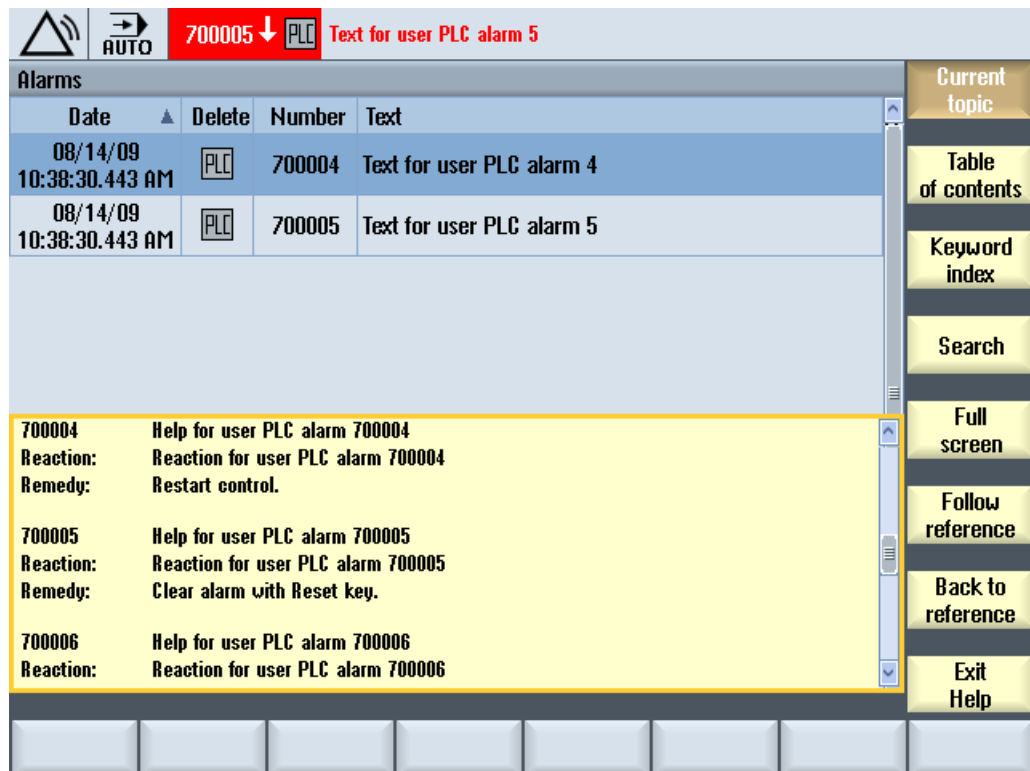 AUTO
700005 PLC Text for user PLC alarm 5
Alarms
Date Delete Number Text
08/14/09
10:38:30.443 AM PLC 700004 Text for user PLC alarm 4
08/14/09
10:38:30.443 AM PLC 700005 Text for user PLC alarm 5
700004 Help for user PLC alarm 700004
Reaction: Reaction for user PLC alarm 700004
Remedy: Restart control.
700005 Help for user PLC alarm 700005
Reaction: Reaction for user PLC alarm 700005
Remedy: Clear alarm with Reset key.
700006 Help for user PLC alarm 700006
Reaction: Reaction for user PLC alarm 700006
Current
topic
Table
of contents
Keyword
index
Search
Full
screen
Follow
reference
Back to
reference
Exit
Help